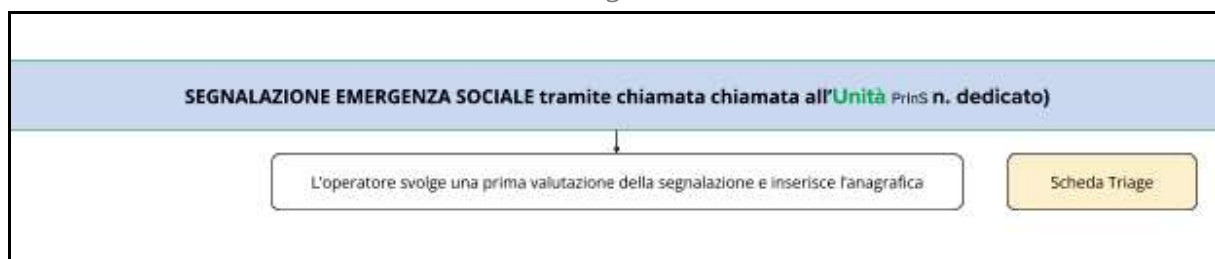 SEGNALAZIONE EMERGENZA SOCIALE tramite chiamata chiamata all'Unità PrInS n. dedicato)
L'operatore svolge una prima valutazione della segnalazione e inserisce l'anagrafica
Scheda Triage